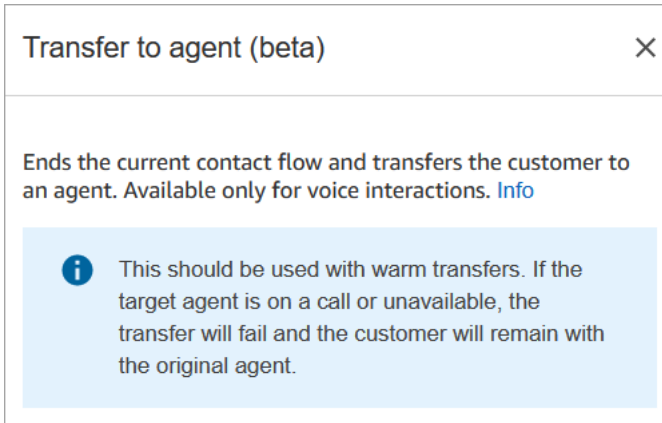 Transfer to agent (beta)
Ends the current contact flow and transfers the customer to
an agent. Available only for voice interactions. Info
This should be used with warm transfers. If the
target agent is on a call or unavailable, the
transfer will fail and the customer will remain with
the original agent.